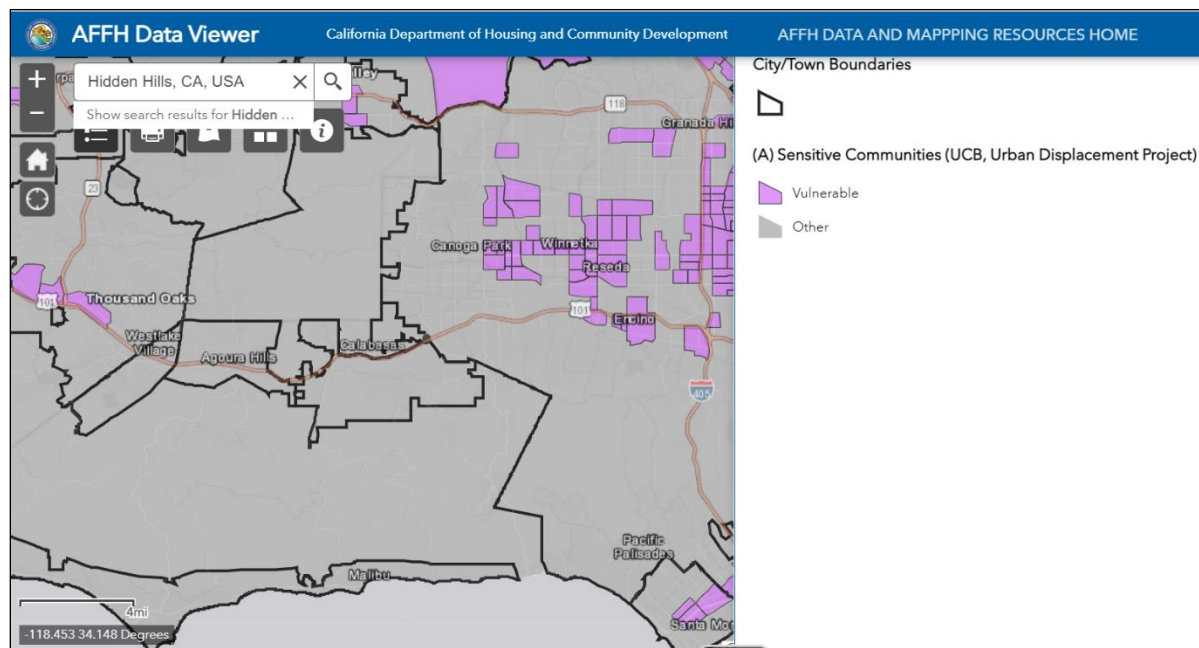 AFFH Data Viewer
California Department of Housing and Community Development
AFFH DATA AND MAPPPING RESOURCES HOME
+
−
Hidden Hills, CA, USA
Show search results for Hidden ...
lley
118
Granada Hi
23
Canoga Park
Winnetka
Reseda
101
Thousand Oaks
101
Encino
Westlake
Village
Agoura Hills
Calabasas
405
Pacific
Palisades
Malibu
Santa Mon
4mi
-118.453 34.148 Degrees
City/Town Boundaries
(A) Sensitive Communities (UCB, Urban Displacement Project)
Vulnerable
Other